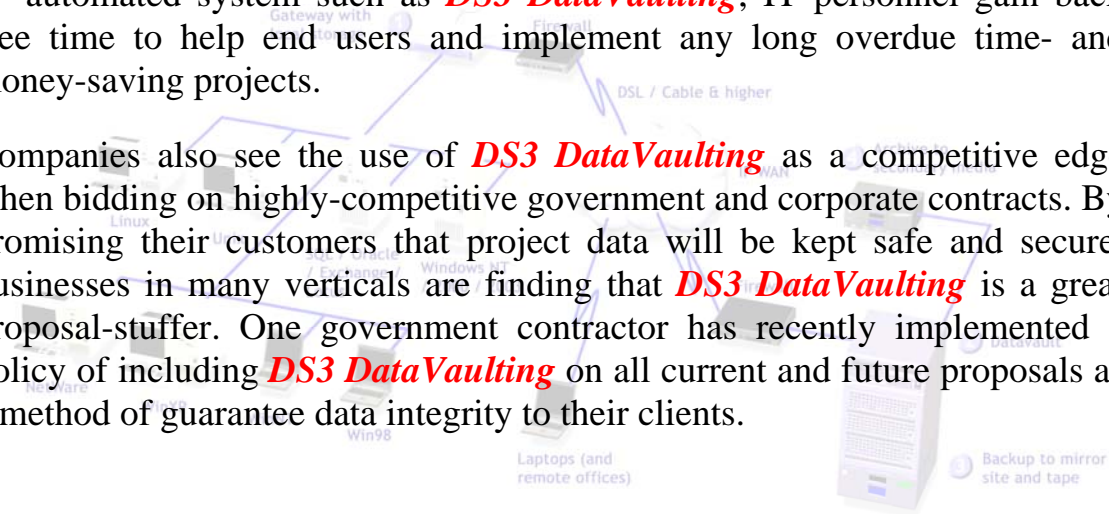 automated system such as DS3 DataVaulting, IT personnel gain back
ee time to help end users and implement any long overdue time- and
oney-saving projects.
ompanies also see the use of DS3 DataVaulting as a competitive edg
hen bidding on highly-competitive government and corporate contracts. By
romising their customers that project data will be kept safe and secure
usinesses in many verticals are finding that DS3 DataVaulting is a grea
roposal-stuffer. One government contractor has recently implemented
olicy of including DS3 DataVaulting on all current and future proposals a
method of guarantee data integrity to their clients.
Gateway with
Firewall
DSL / Cable & higher
Linux
Windows NT
NetWare
WinXP
Win98
Laptops (and
remote offices)
DataVault
Backup to mirror
site and tape